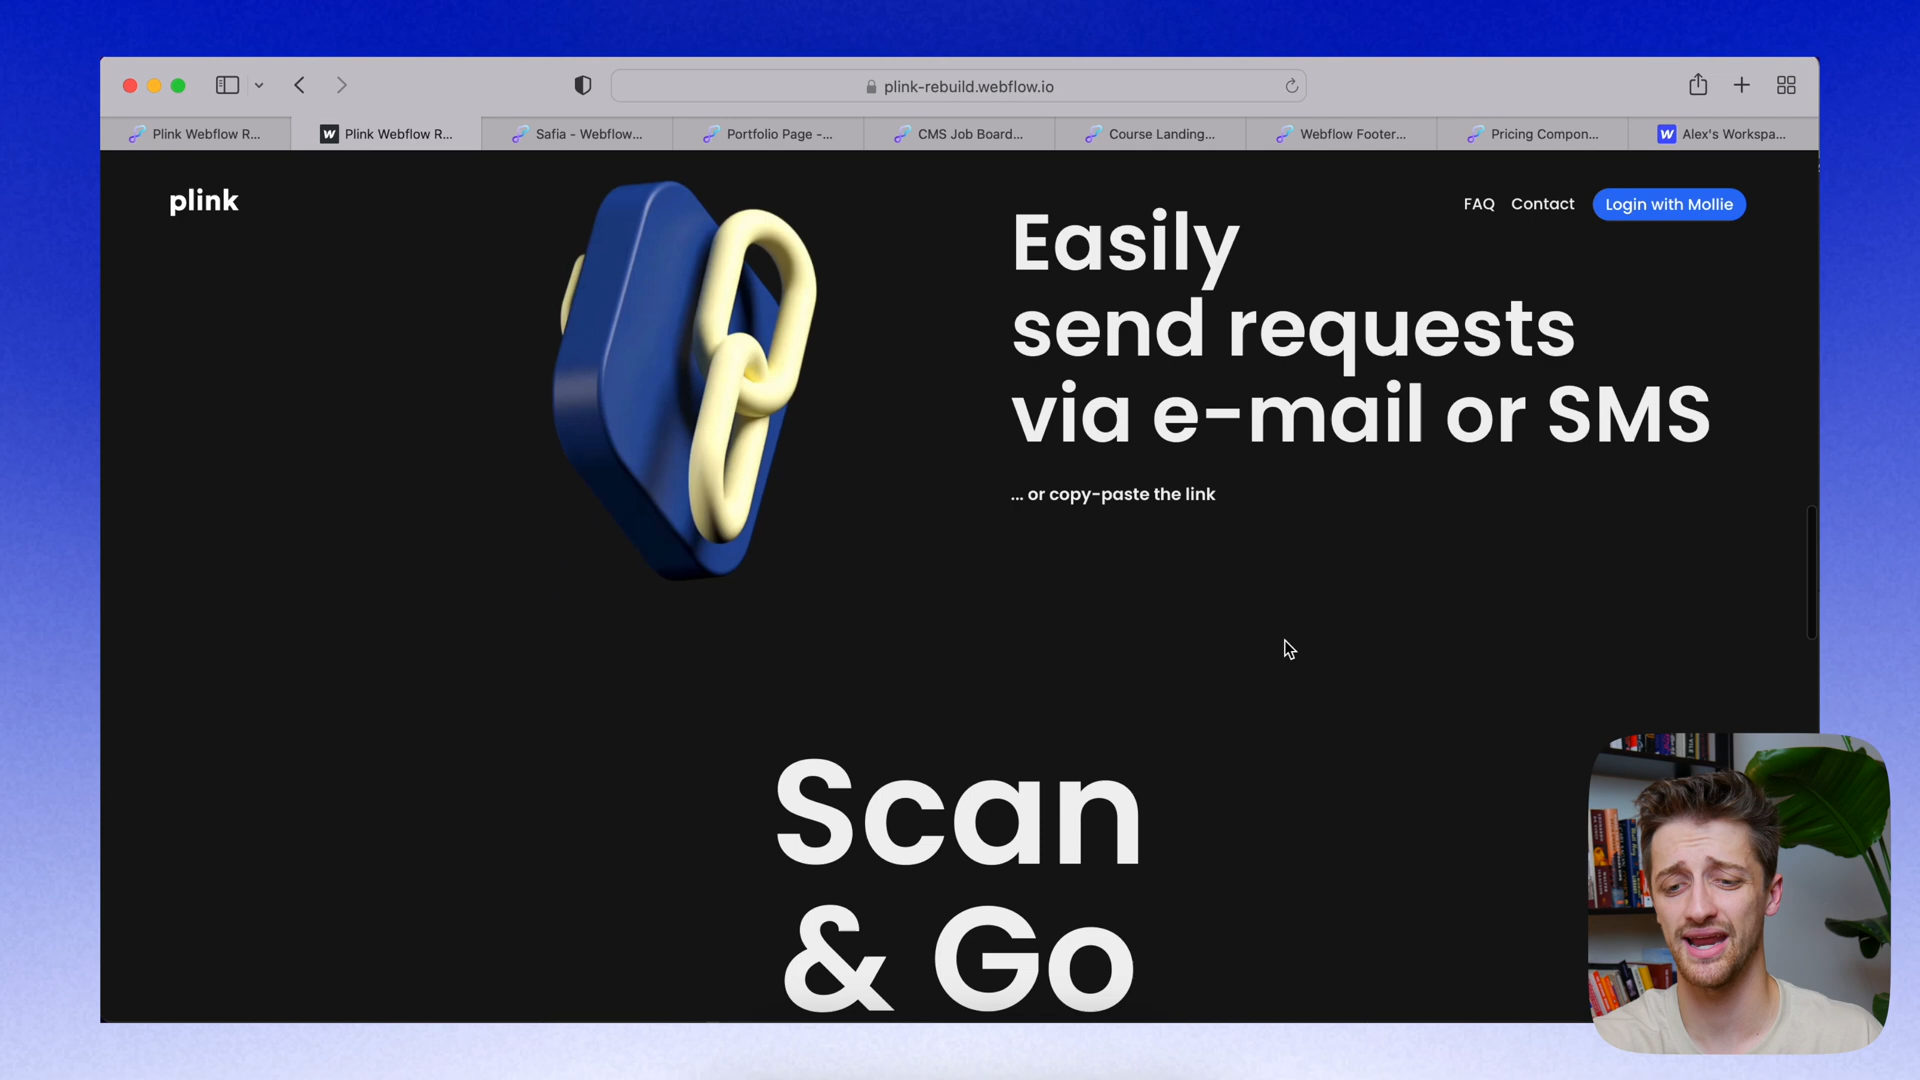 plink-rebuild.webflow.io
Plink Webflow R...
Plink Webflow R...
Safia - Webflow...
Portfolio Page -...
CMS Job Board...
Course Landing...
Webflow Footer...
Pricing Compon...
Alex's Workspa...
plink
FAQ
Contact
Login with Mollie
Easily
send requests
via e-mail or SMS
... or copy-paste the link
Scan
& Go